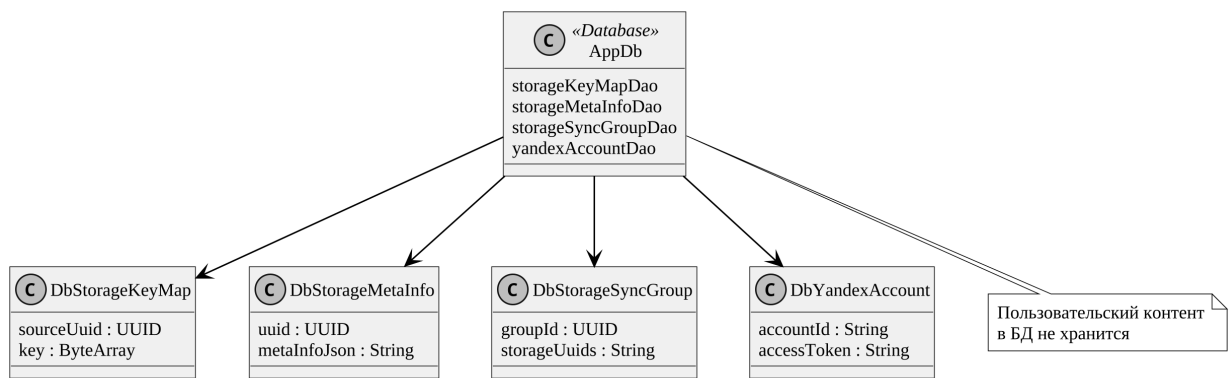 C «Database»
AppDb
storageKeyMapDao
storageMetaInfoDao
storageSyncGroupDao
yandexAccountDao
C DbStorageKeyMap
sourceUuid : UUID
key : ByteArray
C DbStorageMetaInfo
uuid : UUID
metaInfoJson : String
C DbStorageSyncGroup
groupId : UUID
storageUuids : String
C DbYandexAccount
accountId : String
accessToken : String
Пользовательский контент
в БД не хранится